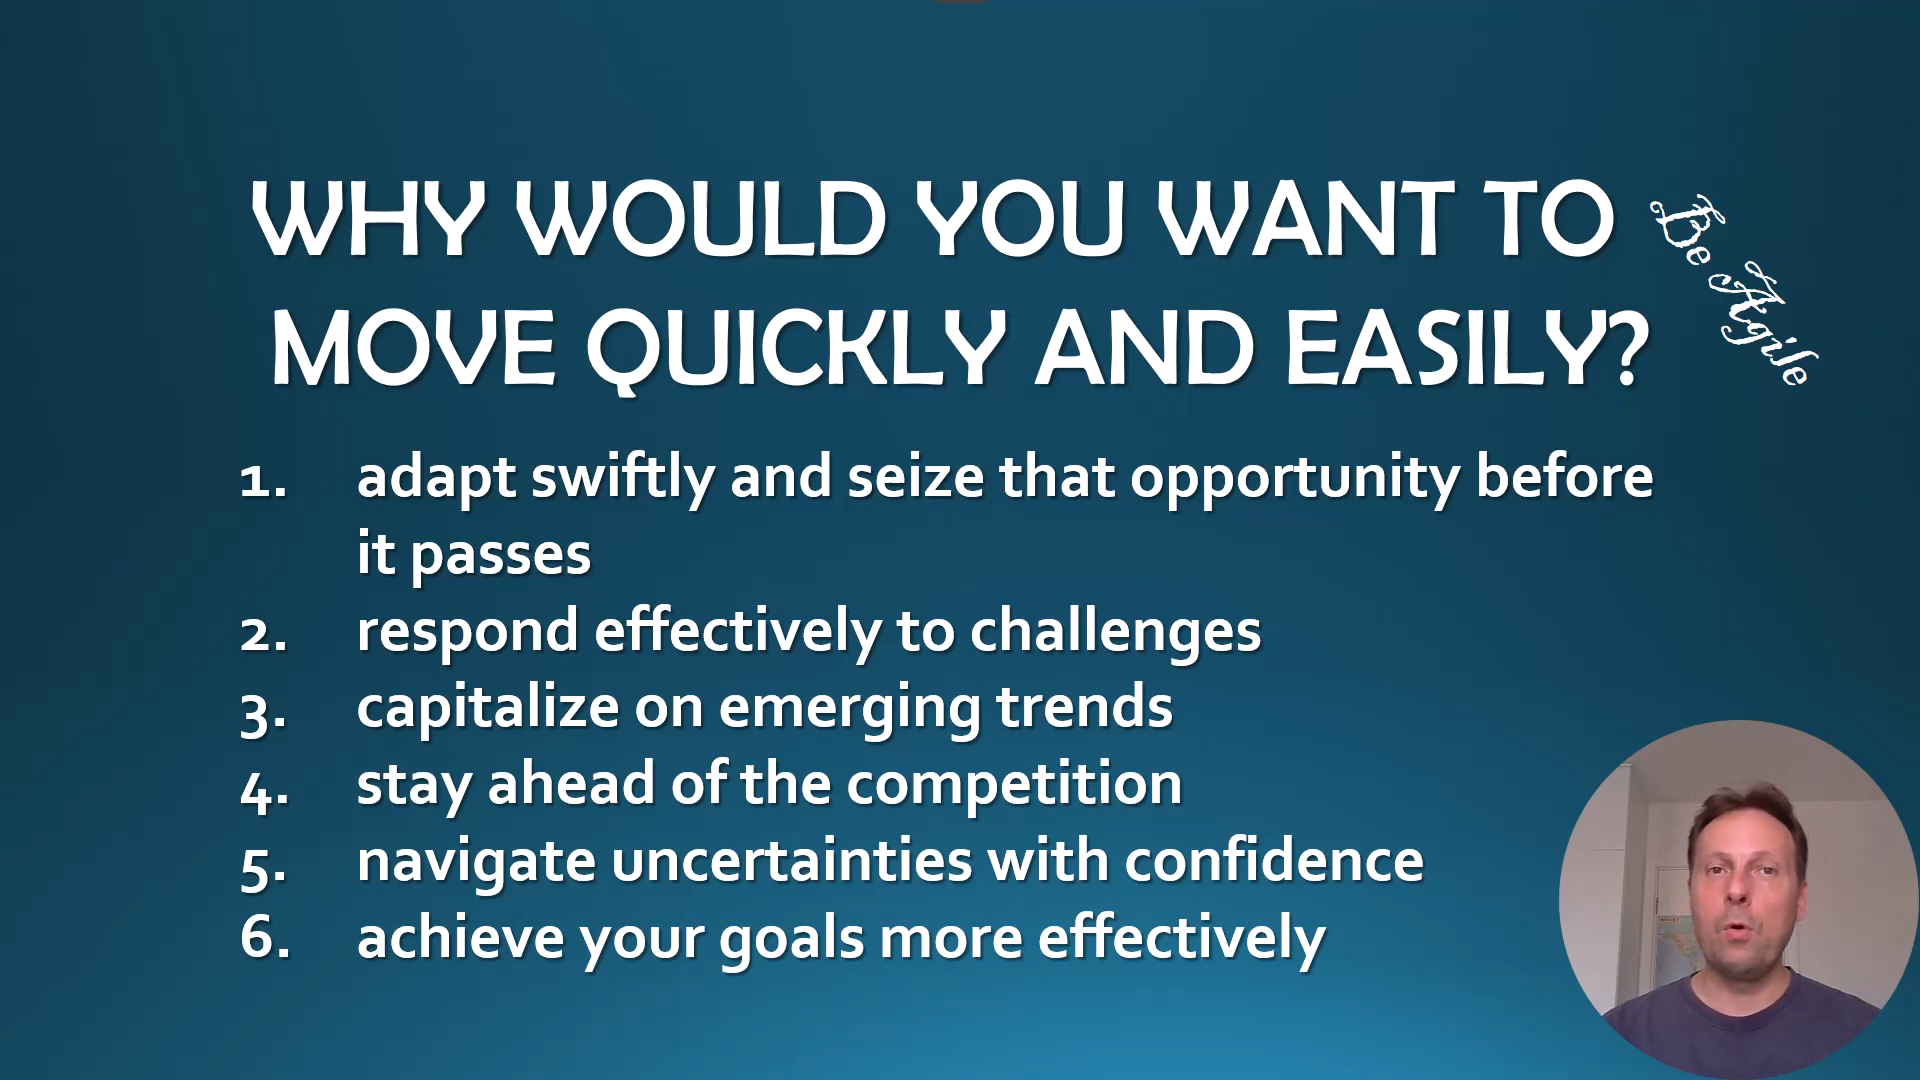 WHY WOULD YOU WANT TO
MOVE QUICKLY AND EASILY?
Be Agile
1. adapt swiftly and seize that opportunity before
it passes
2. respond effectively to challenges
3. capitalize on emerging trends
4. stay ahead of the competition
5. navigate uncertainties with confidence
6. achieve your goals more effectively